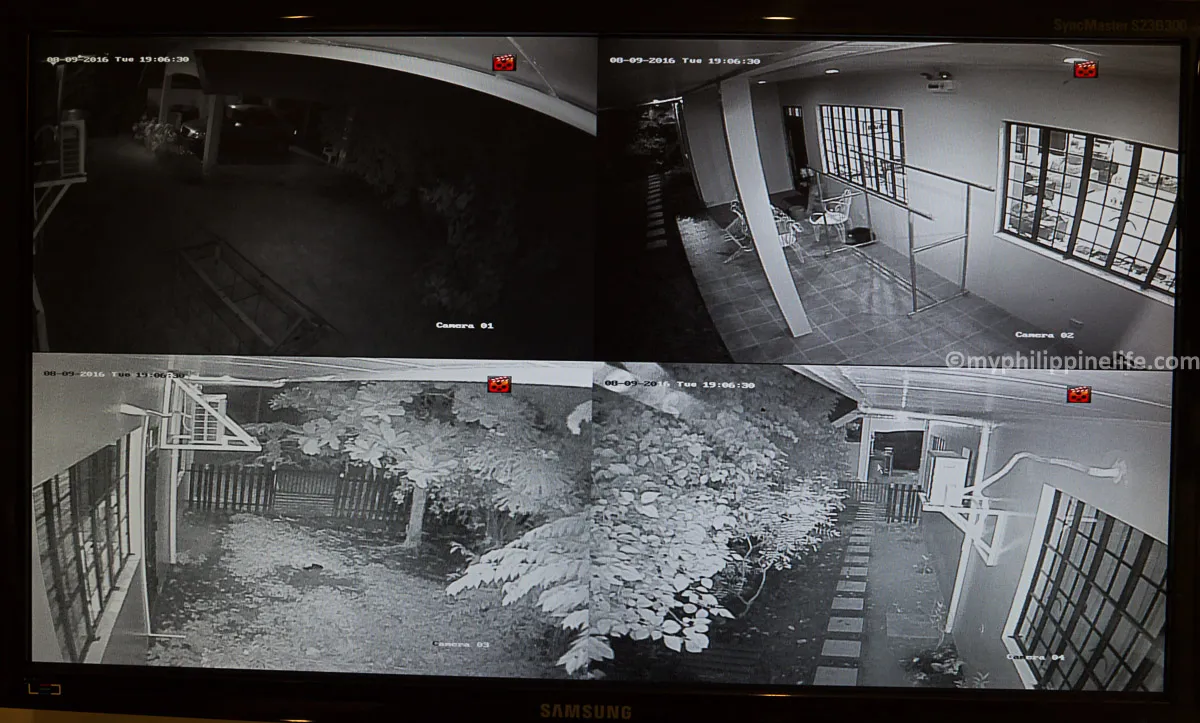 SyncMaster S23B300
08-09-2016 Tue 19:06:30
08-09-2016 Tue 19:06:30
Camera 01
Camera 02
©myphilippinelife.com
08-09-2016 Tue 19:06:30
08-09-2016 Tue 19:06:30
Camera 03
Camera 04
SAMSUNG